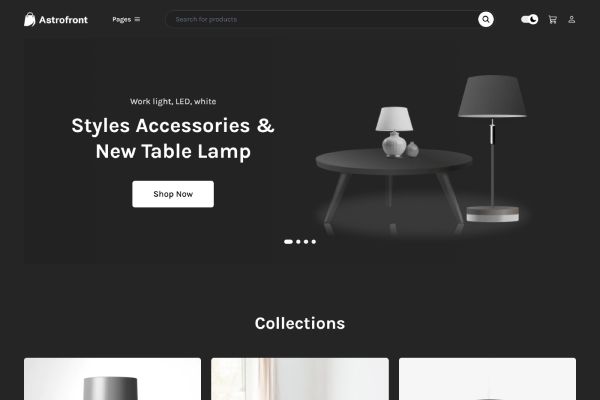 Astrofront
Pages
Search for products
Work light, LED, white
Styles Accessories &
New Table Lamp
Shop Now
Collections